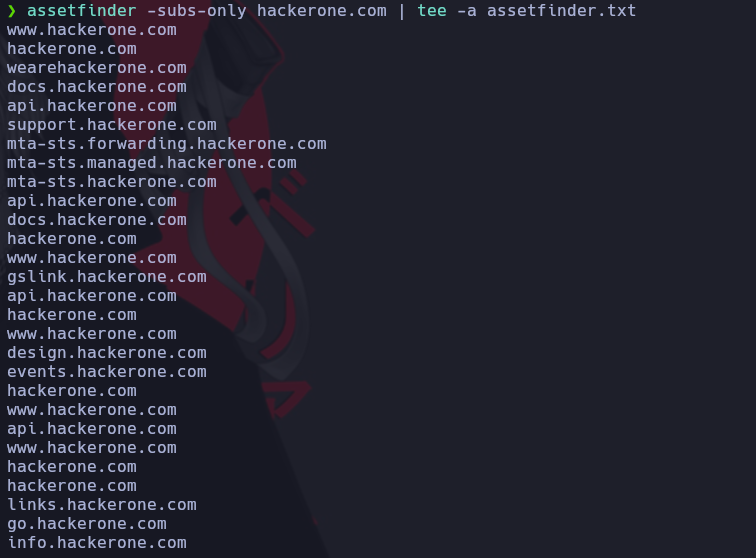 ❯ assetfinder -subs-only hackerone.com | tee -a assetfinder.txt
www.hackerone.com
hackerone.com
wearehackerone.com
docs.hackerone.com
api.hackerone.com
support.hackerone.com
mta-sts.forwarding.hackerone.com
mta-sts.managed.hackerone.com
mta-sts.hackerone.com
api.hackerone.com
docs.hackerone.com
hackerone.com
www.hackerone.com
gslink.hackerone.com
api.hackerone.com
hackerone.com
www.hackerone.com
design.hackerone.com
events.hackerone.com
hackerone.com
www.hackerone.com
api.hackerone.com
www.hackerone.com
hackerone.com
hackerone.com
links.hackerone.com
go.hackerone.com
info.hackerone.com